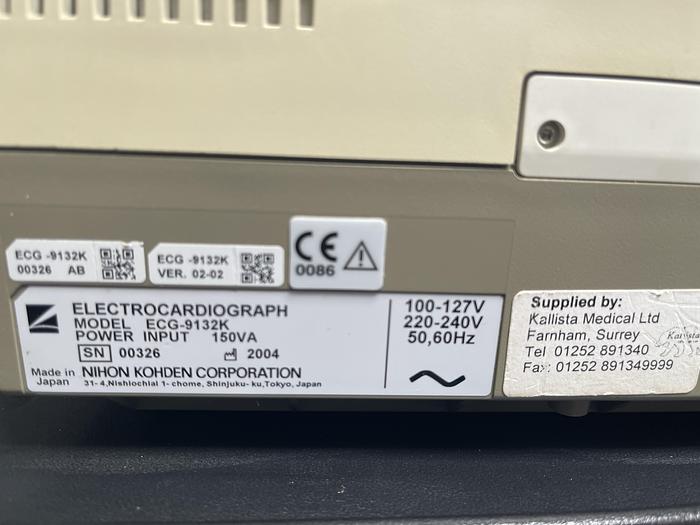 ECG -9132K
00326 AB
ECG -9132K
VER. 02-02
CE
0086
ELECTROCARDIOGRAPH
MODEL ECG-9132K
POWER INPUT 150VA
SN 00326 2004
Made in Japan NIHON KOHDEN CORPORATION
31-4,Nishiochiai 1-chome, Shinjuku-ku,Tokyo, Japan
100-127V
220-240V
50,60Hz
Supplied by:
Kallista Medical Ltd
Farnham, Surrey
Tel 01252 891340
Fax: 01252 891349999
Kallista